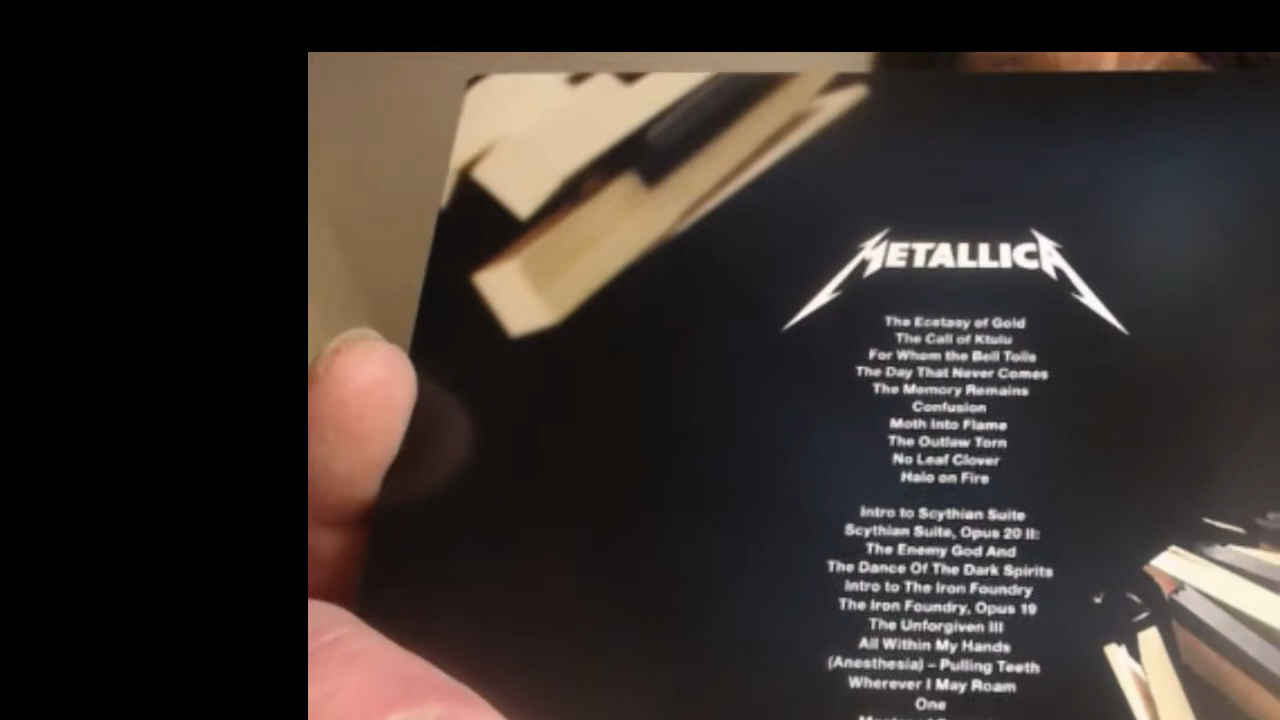 METALLICA
The Ecstasy of Gold
The Call of Ktulu
For Whom the Bell Tolls
The Day That Never Comes
The Memory Remains
Confusion
Moth Into Flame
The Outlaw Torn
No Leaf Clover
Halo on Fire
Intro to Scythian Suite
Scythian Suite, Opus 20 II:
The Enemy God And
The Dance Of The Dark Spirits
Intro to The Iron Foundry
The Iron Foundry, Opus 19
The Unforgiven III
All Within My Hands
(Anesthesia) – Pulling Teeth
Wherever I May Roam
One